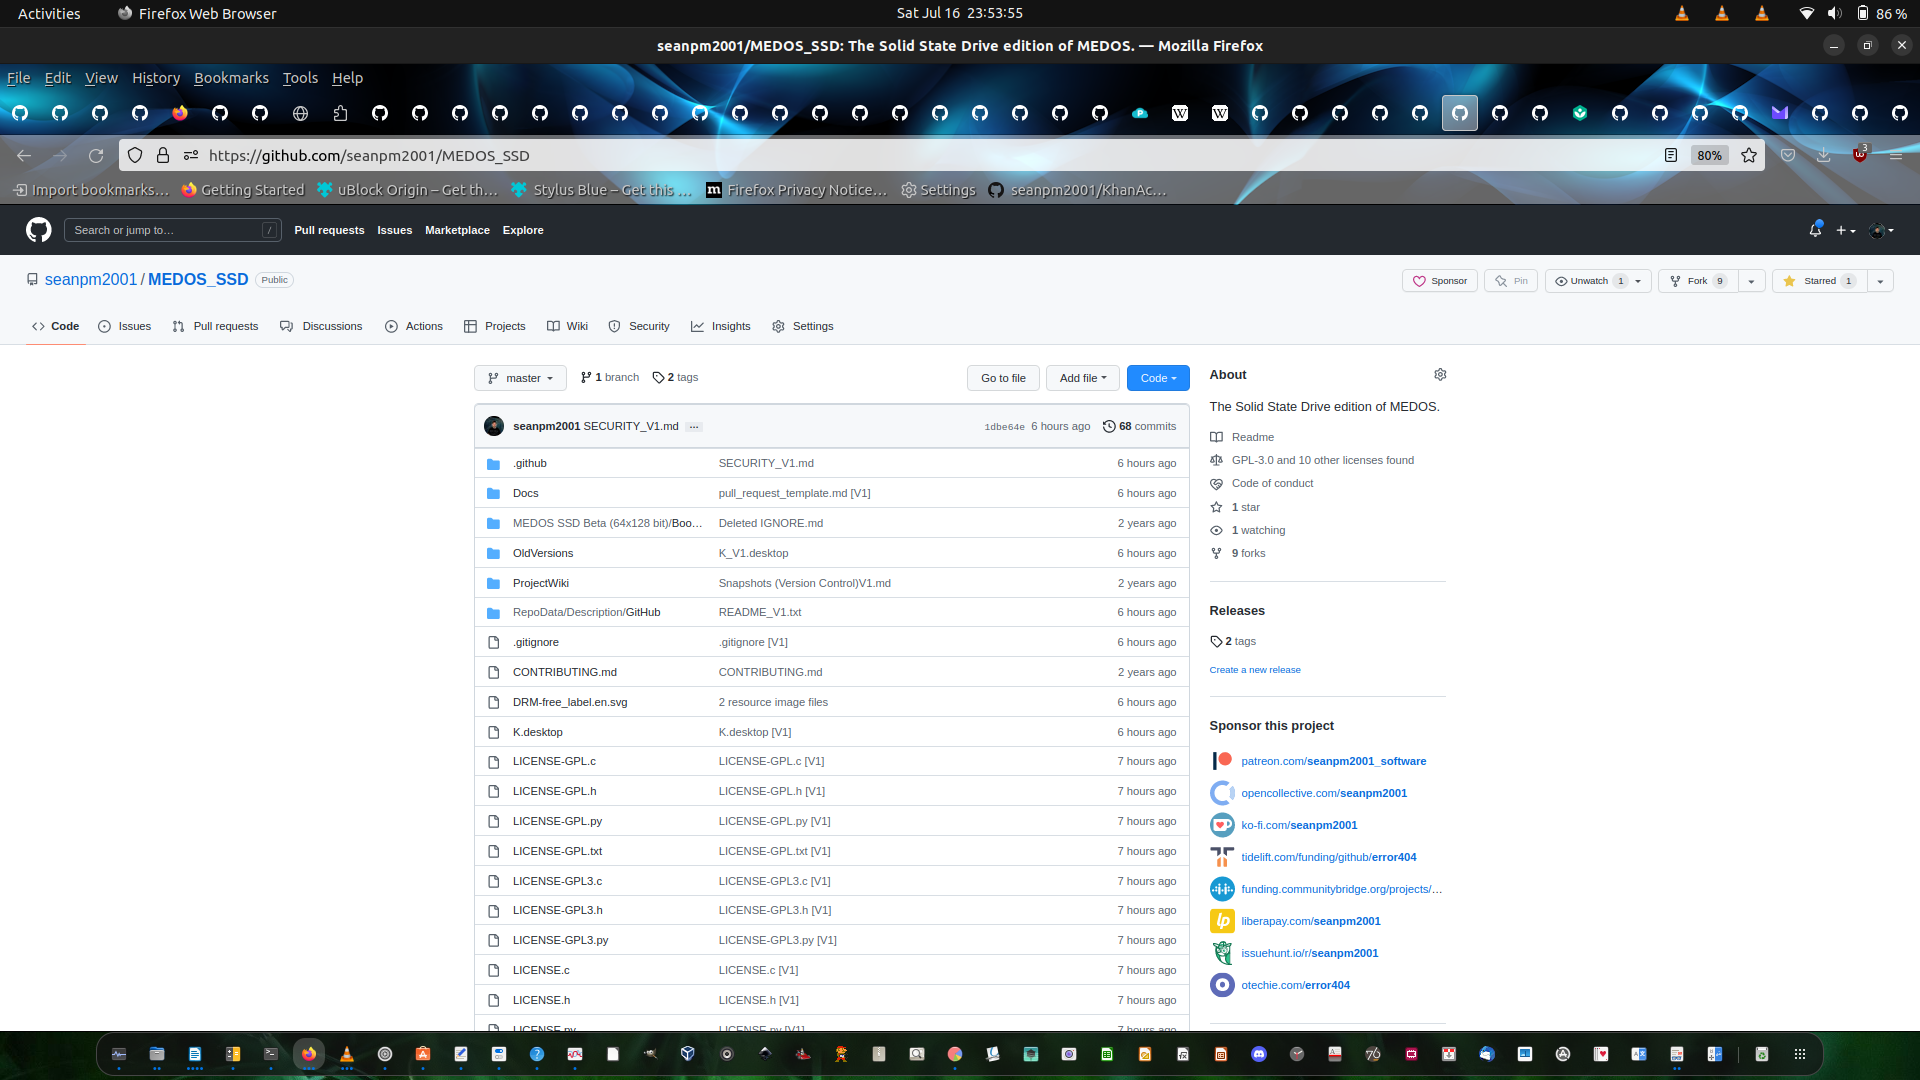 Activities Firefox Web Browser Sat Jul 16 23:53:55 86 %
seanpm2001/MEDOS_SSD: The Solid State Drive edition of MEDOS. — Mozilla Firefox
File Edit View History Bookmarks Tools Help
https://github.com/seanpm2001/MEDOS_SSD 80% 3
Import bookmarks… Getting Started uBlock Origin – Get th… Stylus Blue – Get this … Firefox Privacy Notice… Settings seanpm2001/KhanAc…
Search or jump to… / Pull requests Issues Marketplace Explore
seanpm2001 / MEDOS_SSD Public Sponsor Pin Unwatch 1 Fork 9 Starred 1
Code Issues Pull requests Discussions Actions Projects Wiki Security Insights Settings
master 1 branch 2 tags Go to file Add file Code
seanpm2001 SECURITY_V1.md ... 1dbe64e 6 hours ago 68 commits
.github SECURITY_V1.md 6 hours ago
Docs pull_request_template.md [V1] 6 hours ago
MEDOS SSD Beta (64x128 bit)/Boo… Deleted IGNORE.md 2 years ago
OldVersions K_V1.desktop 6 hours ago
ProjectWiki Snapshots (Version Control)V1.md 2 years ago
RepoData/Description/GitHub README_V1.txt 6 hours ago
.gitignore .gitignore [V1] 6 hours ago
CONTRIBUTING.md CONTRIBUTING.md 2 years ago
DRM-free_label.en.svg 2 resource image files 6 hours ago
K.desktop K.desktop [V1] 6 hours ago
LICENSE-GPL.c LICENSE-GPL.c [V1] 7 hours ago
LICENSE-GPL.h LICENSE-GPL.h [V1] 7 hours ago
LICENSE-GPL.py LICENSE-GPL.py [V1] 7 hours ago
LICENSE-GPL.txt LICENSE-GPL.txt [V1] 7 hours ago
LICENSE-GPL3.c LICENSE-GPL3.c [V1] 7 hours ago
LICENSE-GPL3.h LICENSE-GPL3.h [V1] 7 hours ago
LICENSE-GPL3.py LICENSE-GPL3.py [V1] 7 hours ago
LICENSE.c LICENSE.c [V1] 7 hours ago
LICENSE.h LICENSE.h [V1] 7 hours ago
LICENSE.py LICENSE.py [V1] 7 hours ago
About
The Solid State Drive edition of MEDOS.
Readme
GPL-3.0 and 10 other licenses found
Code of conduct
1 star
1 watching
9 forks
Releases
2 tags
Create a new release
Sponsor this project
patreon.com/seanpm2001_software
opencollective.com/seanpm2001
ko-fi.com/seanpm2001
tidelift.com/funding/github/error404
funding.communitybridge.org/projects/…
liberapay.com/seanpm2001
issuehunt.io/r/seanpm2001
otechie.com/error404